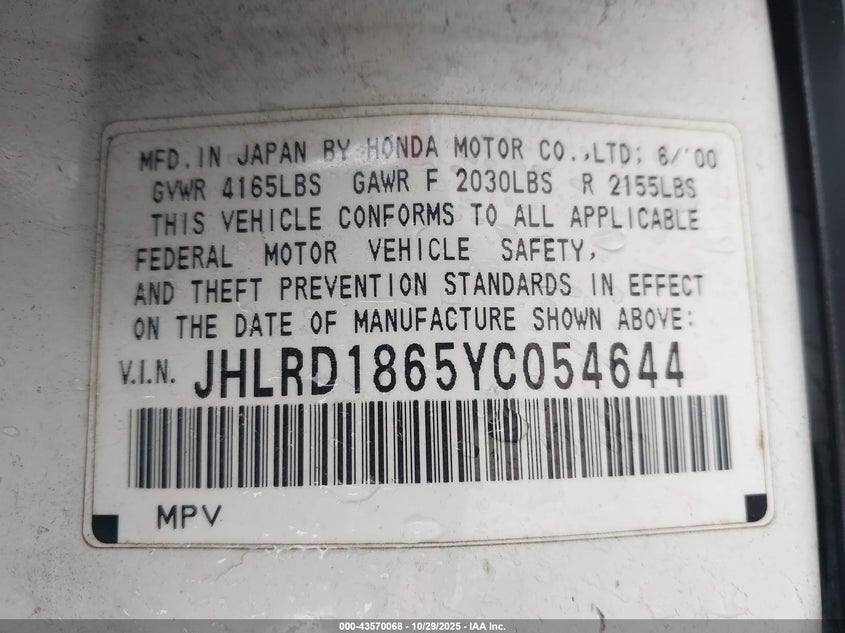 MFD. IN JAPAN BY HONDA MOTOR CO.,LTD; 6/'00
GVWR 4165LBS GAWR F 2030LBS R 2155LBS
THIS VEHICLE CONFORMS TO ALL APPLICABLE
FEDERAL MOTOR VEHICLE SAFETY,
AND THEFT PREVENTION STANDARDS IN EFFECT
ON THE DATE OF MANUFACTURE SHOWN ABOVE:
V.I.N. JHLRD1865YC054644
MPV
000-43570068 | 10/29/2025 - IAA Inc.